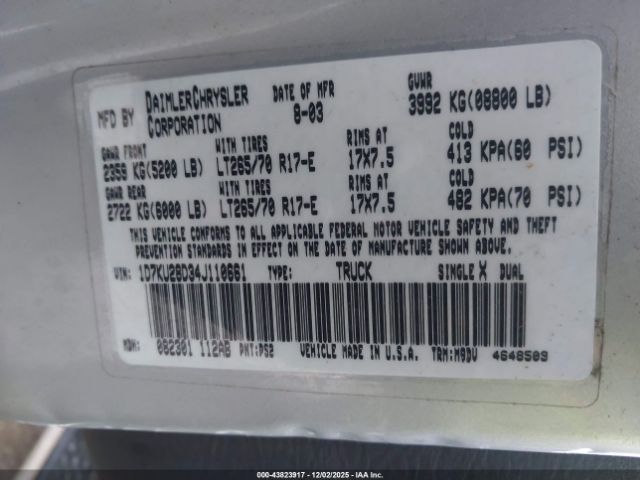 MFD BY DAIMLERCHRYSLER CORPORATION DATE OF MFR 8-03 GVWR 3992 KG(08800 LB)
GAWR FRONT WITH TIRES RIMS AT COLD
2359 KG(5200 LB) LT265/70 R17-E 17X7.5 413 KPA(60 PSI)
GAWR REAR WITH TIRES RIMS AT COLD
2722 KG(6000 LB) LT265/70 R17-E 17X7.5 482 KPA(70 PSI)
THIS VEHICLE CONFORMS TO ALL APPLICABLE FEDERAL MOTOR VEHICLE SAFETY AND THEFT
PREVENTION STANDARDS IN EFFECT ON THE DATE OF MANUFACTURE SHOWN ABOVE.
VIN: 1D7KU28D34J110661 TYPE: TRUCK SINGLE X DUAL
MDH: 082301 112AB PNT:PS2 VEHICLE MADE IN U.S.A. TRM:M9DV 4648509
000-43823917 • 12/02/2025 • IAAI.COM